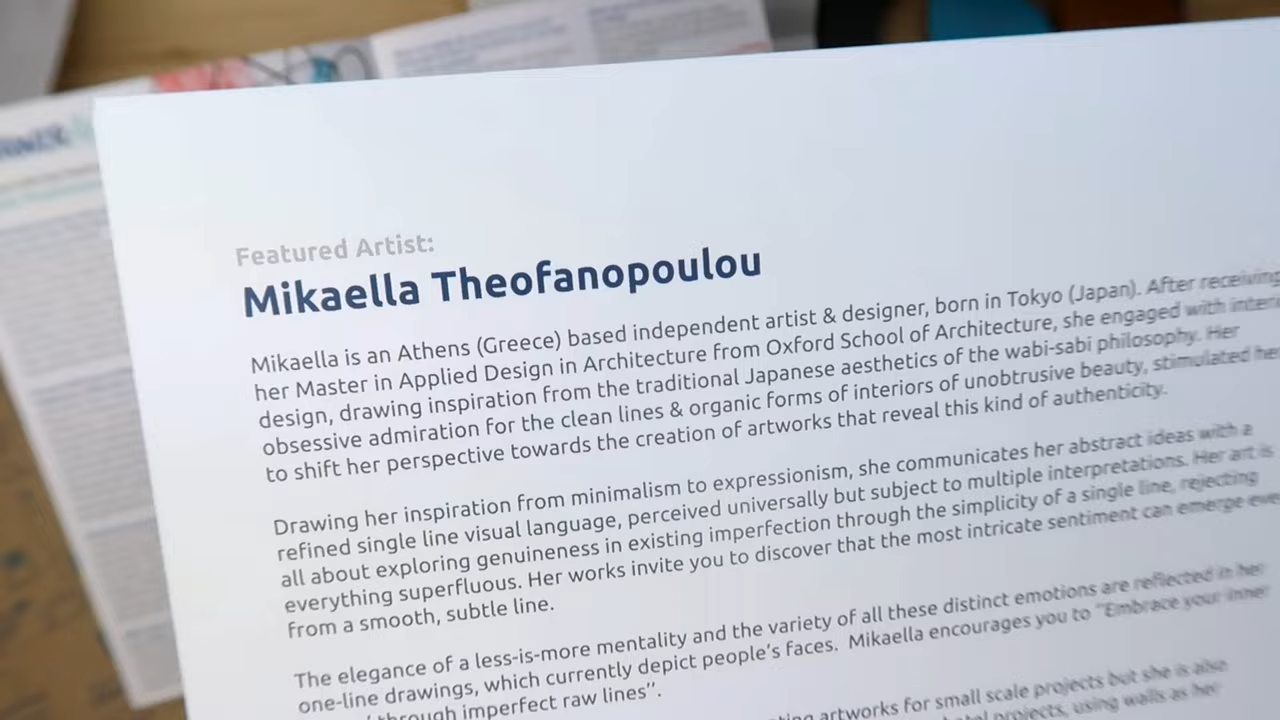 Featured Artist:
Mikaella Theofanopoulou
Mikaella is an Athens (Greece) based independent artist & designer, born in Tokyo (Japan). After receiving
her Master in Applied Design in Architecture from Oxford School of Architecture, she engaged with
design, drawing inspiration from the traditional Japanese aesthetics of the wabi-sabi philosophy. Her
obsessive admiration for the clean lines & organic forms of interiors of unobtrusive beauty, stimulated her
to shift her perspective towards the creation of artworks that reveal this kind of authenticity.
Drawing her inspiration from minimalism to expressionism, she communicates her abstract ideas with a
refined single line visual language, perceived universally but subject to multiple interpretations. Her art is
all about exploring genuineness in existing imperfection through the simplicity of a single line, rejecting
everything superfluous. Her works invite you to discover that the most intricate sentiment can emerge
from a smooth, subtle line.
The elegance of a less-is-more mentality and the variety of all these distinct emotions are reflected in her
one-line drawings, which currently depict people's faces. Mikaella encourages you to "Embrace your inner
through imperfect raw lines".
artworks for small scale projects but she is also
projects, using walls as her